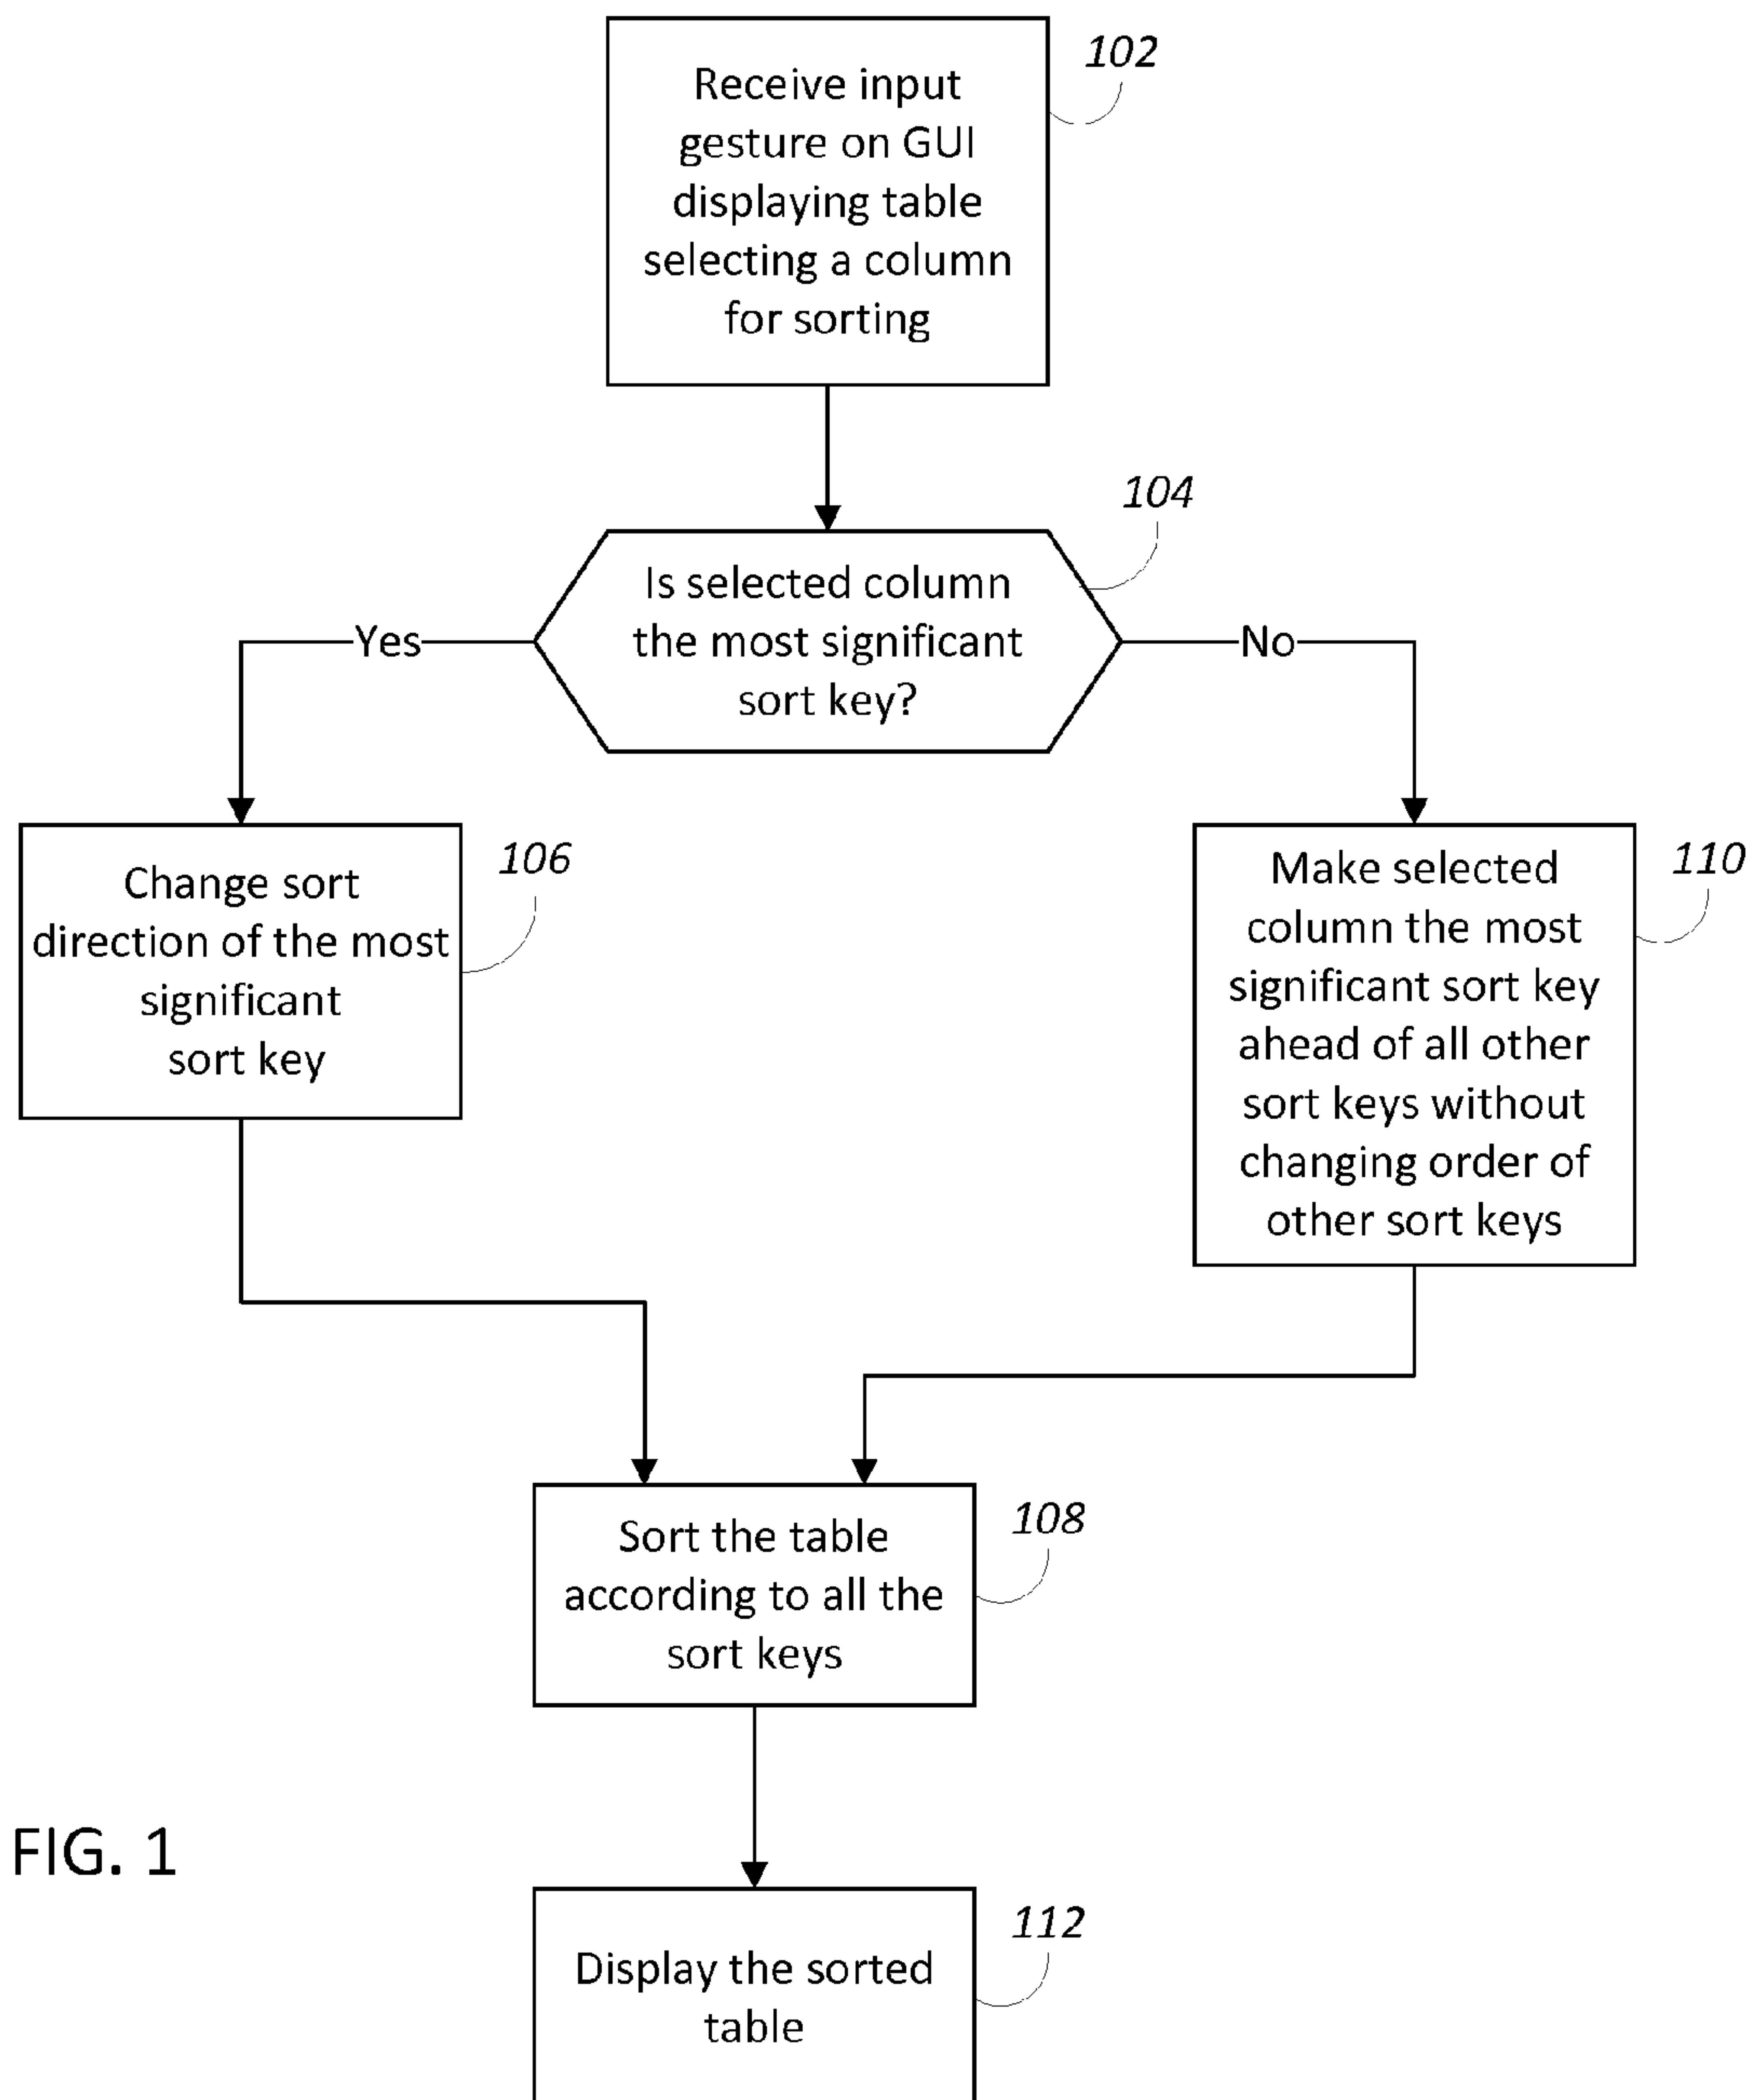 102
Receive input
gesture on GUI
displaying table
selecting a column
for sorting
104
Is selected column
the most significant
sort key?
Yes
No
106
Change sort
direction of the most
significant
sort key
110
Make selected
column the most
significant sort key
ahead of all other
sort keys without
changing order of
other sort keys
108
Sort the table
according to all the
sort keys
FIG. 1
112
Display the sorted
table